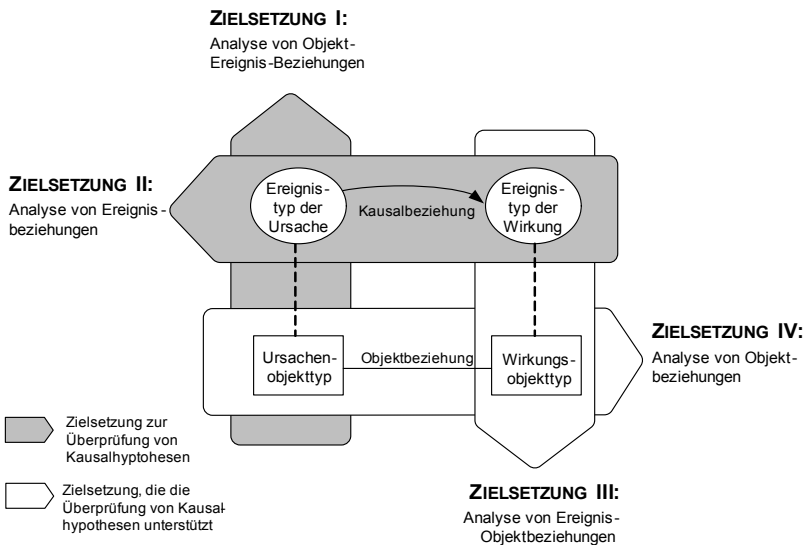 ZIELSETZUNG I:
Analyse von Objekt-
Ereignis-Beziehungen
ZIELSETZUNG II:
Analyse von Ereignis-
beziehungen
Ereignis-
typ der
Ursache
Kausalbeziehung
Ereignis-
typ der
Wirkung
Ursachen-
objekttyp
Objektbeziehung
Wirkungs-
objekttyp
ZIELSETZUNG IV:
Analyse von Objekt-
beziehungen
Zielsetzung zur
Überprüfung von
Kausalhyptohesen
Zielsetzung, die die
Überprüfung von Kausal-
hypothesen unterstützt
ZIELSETZUNG III:
Analyse von Ereignis-
Objektbeziehungen